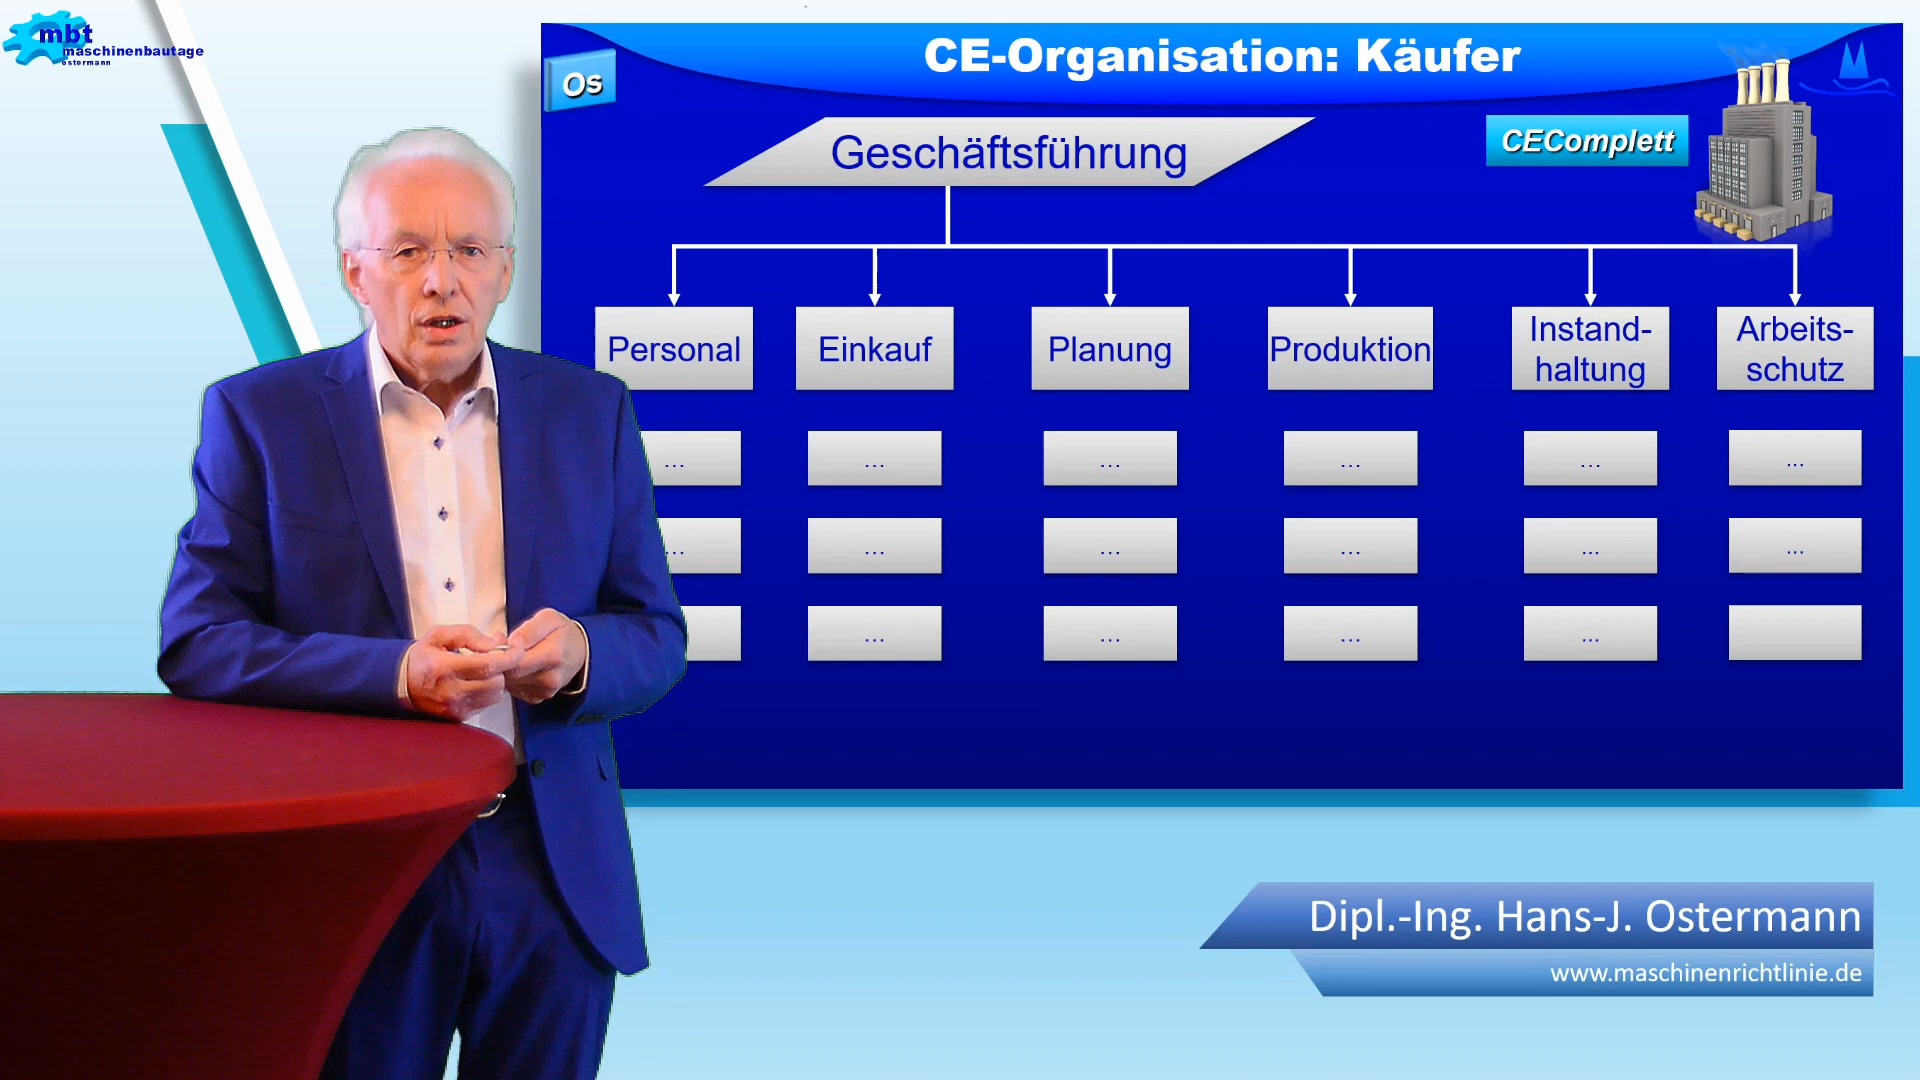 mbt
maschinenbautage
ostermann
CE-Organisation: Käufer
Os
CEComplett
Geschäftsführung
Personal
Einkauf
Planung
Produktion
Instand-
haltung
Arbeits-
schutz
... ... ... ... ... ...
... ... ... ... ... ...
... ... ... ...
Dipl.-Ing. Hans-J. Ostermann
www.maschinenrichtlinie.de